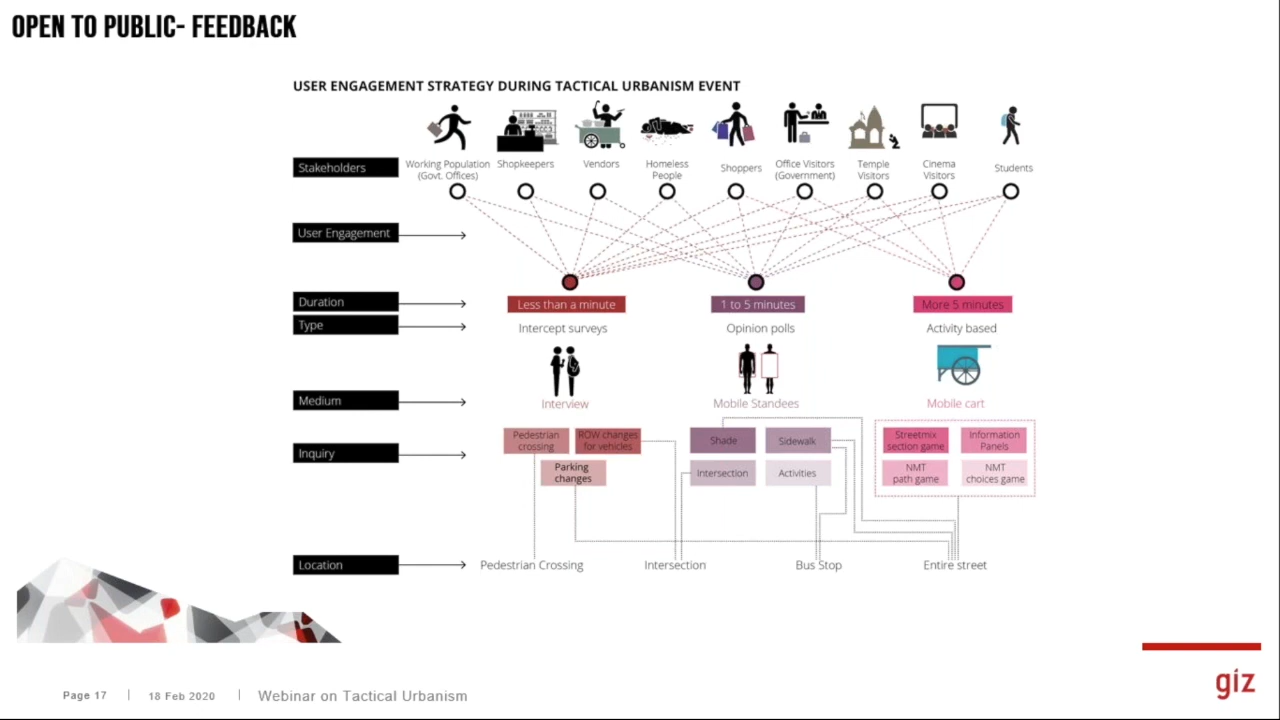 OPEN TO PUBLIC- FEEDBACK
USER ENGAGEMENT STRATEGY DURING TACTICAL URBANISM EVENT
Stakeholders
Working Population
(Govt. Offices)
Shopkeepers
Vendors
Homeless
People
Shoppers
Office Visitors
(Government)
Temple
Visitors
Cinema
Visitors
Students
User Engagement
Duration
Less than a minute
1 to 5 minutes
More 5 minutes
Type
Intercept surveys
Opinion polls
Activity based
Medium
Interview
Mobile Standees
Mobile cart
Inquiry
Pedestrian
crossing
ROW changes
for vehicles
Parking
changes
Shade
Sidewalk
Intersection
Activities
Streetmix
section game
Information
Panels
NMT
path game
NMT
choices game
Location
Pedestrian Crossing
Intersection
Bus Stop
Entire street
Page 17
18 Feb 2020
Webinar on Tactical Urbanism
giz